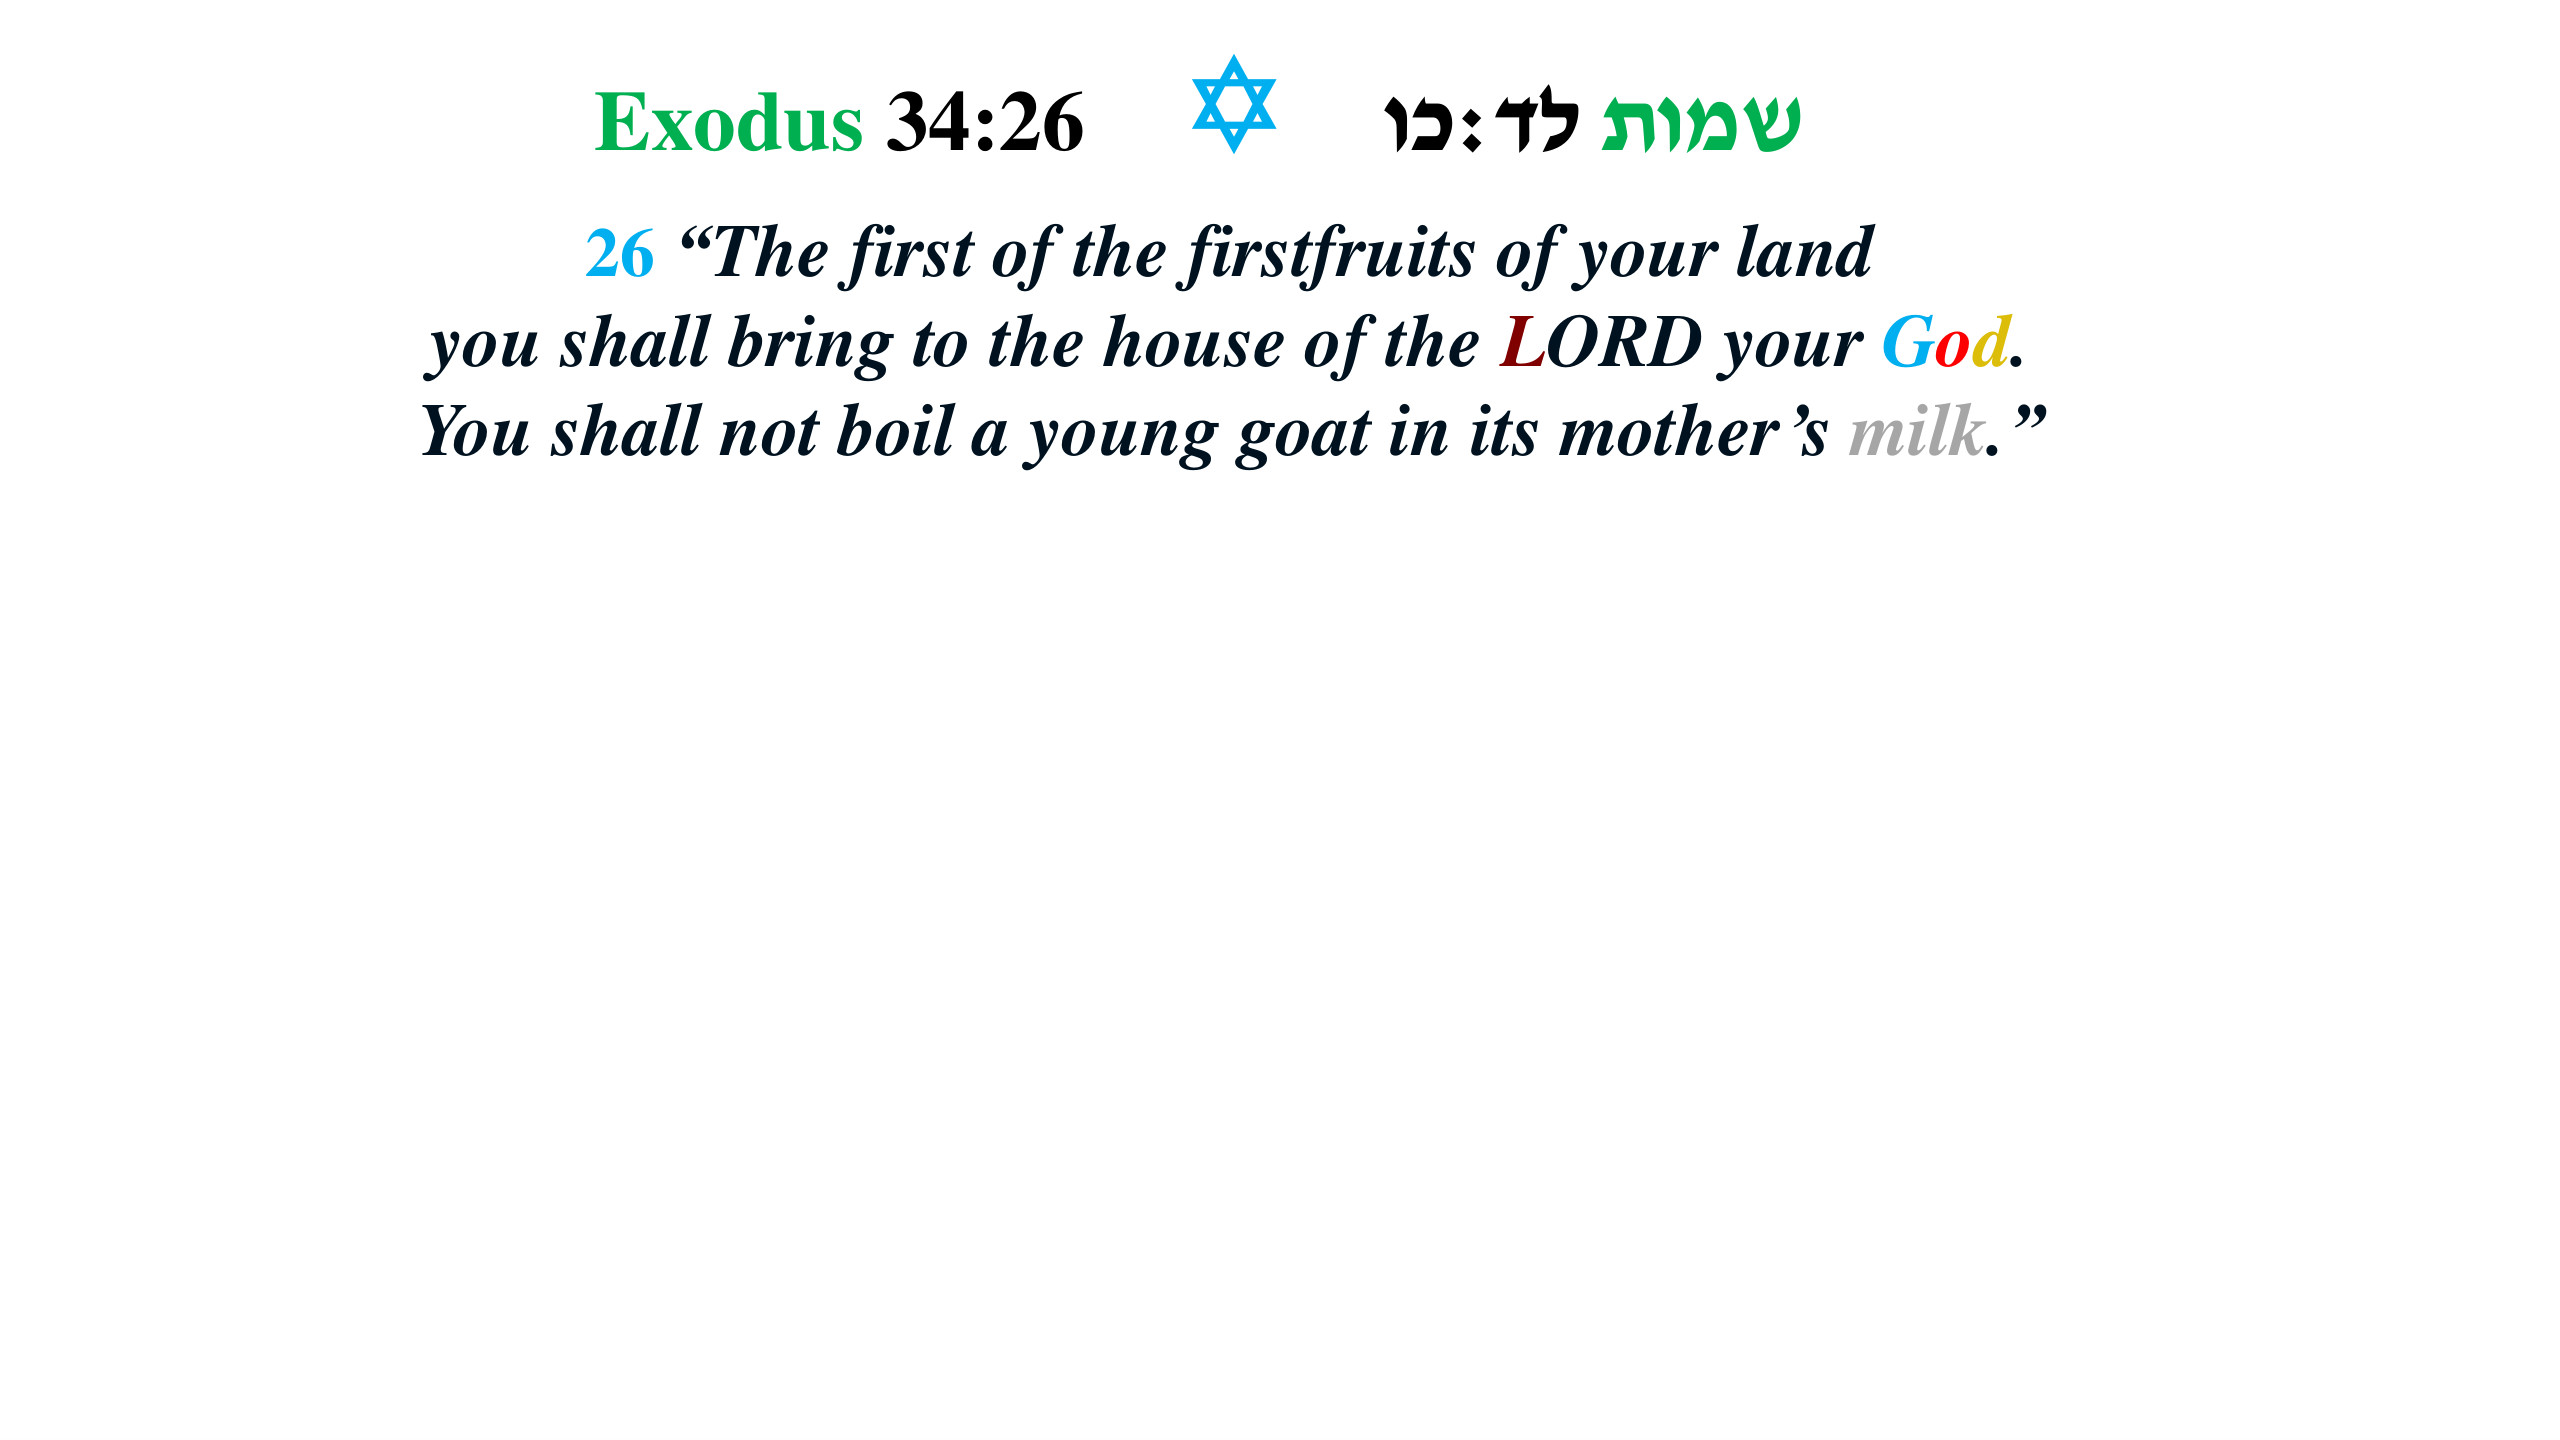 Exodus 34:26 ✡ שמות לד:כו
26 “The first of the firstfruits of your land
you shall bring to the house of the LORD your God.
You shall not boil a young goat in its mother’s milk.”